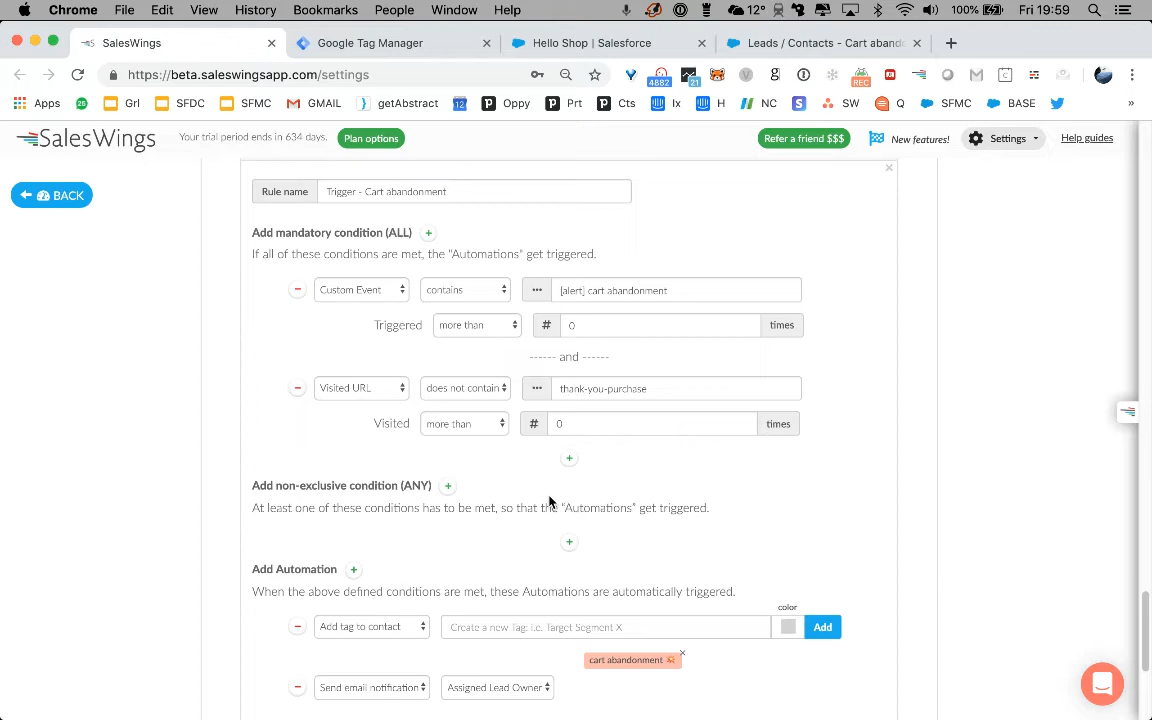 Chrome File Edit View History Bookmarks People Window Help 12° 100% Fri 19:59
SalesWings Google Tag Manager Hello Shop | Salesforce Leads / Contacts - Cart aband
https://beta.saleswingsapp.com/settings 4882 21 REC
Apps 26 Grl SFDC SFMC GMAIL getAbstract 12 Oppy Prt Cts Ix H NC SW Q SFMC BASE »
SalesWings Your trial period ends in 634 days. Plan options Refer a friend $$$ New features! Settings Help guides
BACK
Rule name Trigger - Cart abandonment
Add mandatory condition (ALL)
If all of these conditions are met, the "Automations" get triggered.
Custom Event contains ••• [alert] cart abandonment
Triggered more than # 0 times
------ and ------
Visited URL does not contain ••• thank-you-purchase
Visited more than # 0 times
Add non-exclusive condition (ANY)
At least one of these conditions has to be met, so that the "Automations" get triggered.
Add Automation
When the above defined conditions are met, these Automations are automatically triggered.
color
Add tag to contact Create a new Tag: i.e. Target Segment X Add
cart abandonment
Send email notification Assigned Lead Owner